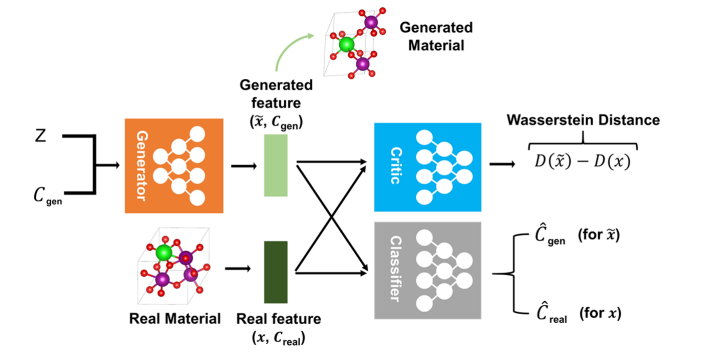 Generated
Material
Generated
feature
(x̃, C_gen)
Z
C_gen
Generator
Critic
Wasserstein Distance
D(x̃) − D(x)
Real Material
Real feature
(x, C_real)
Classifier
Ĉ_gen (for x̃)
Ĉ_real (for x)